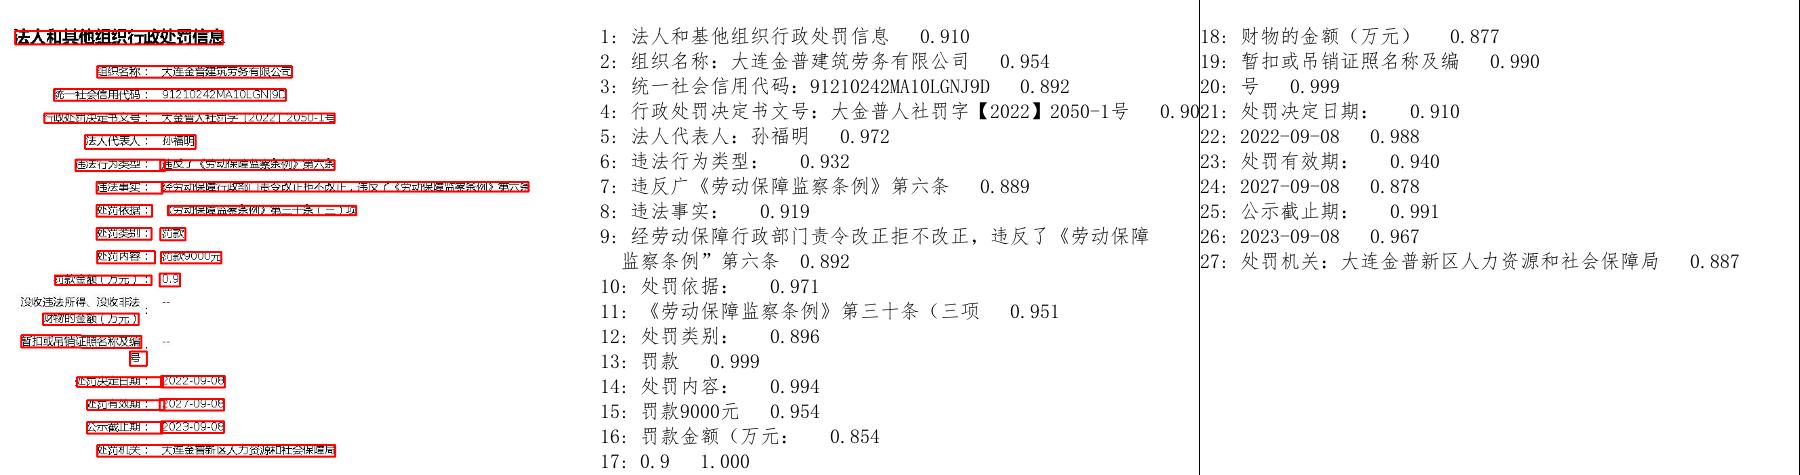 法人和其他组织行政处罚信息
组织名称： 大连金普建筑劳务有限公司
统一社会信用代码： 91210242MA10LGNJ9D
行政处罚决定书文号： 大金普人社罚字【2022】2050-1号
法人代表人： 孙福明
违法行为类型： 违反了《劳动保障监察条例》第六条
违法事实： 经劳动保障行政部门责令改正拒不改正，违反了《劳动保障监察条例》第六条
处罚依据： 《劳动保障监察条例》第三十条（三）项
处罚类别： 罚款
处罚内容： 罚款9000元
罚款金额（万元）： 0.9
没收违法所得、没收非法
财物的金额（万元） ： --
暂扣或吊销证照名称及编
号 ： --
处罚决定日期： 2022-09-08
处罚有效期： 2027-09-08
公示截止期： 2023-09-08
处罚机关： 大连金普新区人力资源和社会保障局
1: 法人和基他组织行政处罚信息 0.910
2: 组织名称：大连金普建筑劳务有限公司 0.954
3: 统一社会信用代码：91210242MA10LGNJ9D 0.892
4: 行政处罚决定书文号：大金普人社罚字【2022】2050-1号 0.90
5: 法人代表人：孙福明 0.972
6: 违法行为类型： 0.932
7: 违反广《劳动保障监察条例》第六条 0.889
8: 违法事实： 0.919
9: 经劳动保障行政部门责令改正拒不改正，违反了《劳动保障
监察条例”第六条 0.892
10: 处罚依据： 0.971
11: 《劳动保障监察条例》第三十条（三项 0.951
12: 处罚类别： 0.896
13: 罚款 0.999
14: 处罚内容： 0.994
15: 罚款9000元 0.954
16: 罚款金额（万元： 0.854
17: 0.9 1.000
18: 财物的金额（万元） 0.877
19: 暂扣或吊销证照名称及编 0.990
20: 号 0.999
21: 处罚决定日期： 0.910
22: 2022-09-08 0.988
23: 处罚有效期： 0.940
24: 2027-09-08 0.878
25: 公示截止期： 0.991
26: 2023-09-08 0.967
27: 处罚机关：大连金普新区人力资源和社会保障局 0.887